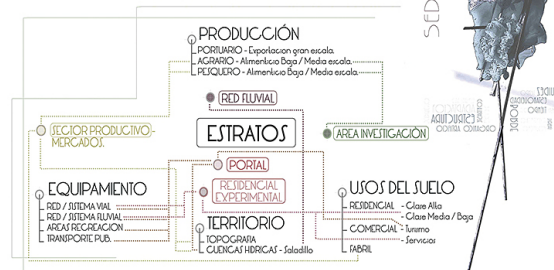 PRODUCCIÓN
PORTUARIO - Exportacion gran escala.
AGRARIO - Alimenticio Baja / Media escala.
PESQUERO - Alimenticio Baja / Media escala.
RED FLUVIAL
SECTOR PRODUCTIVO -
MERCADOS.
ESTRATOS
AREA INVESTIGACIÓN
PORTAL
RESIDENCIAL
EXPERIMENTAL
EQUIPAMIENTO
RED / SISTEMA VIAL
RED / SISTEMA FLUVIAL
AREAS RECREACION
TRANSPORTE PUB.
TERRITORIO
TOPOGRAFIA
CUENCAS HIDRICAS - Saladillo
USOS DEL SUELO
RESIDENCIAL - Clase Alta
- Clase Media / Baja
COMERCIAL - Turismo
- Servicios
FABRIL
SED